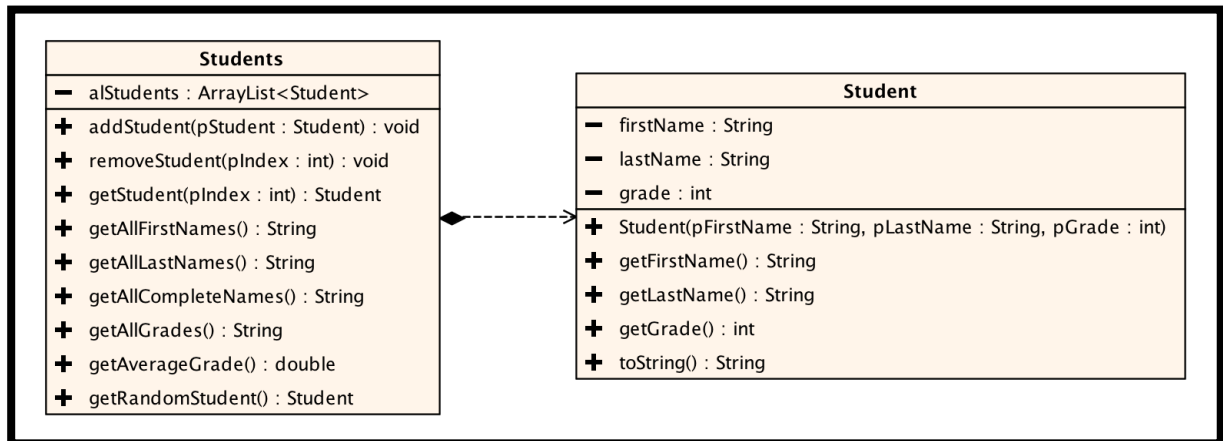 Students
− alStudents : ArrayList<Student>
+ addStudent(pStudent : Student) : void
+ removeStudent(pIndex : int) : void
+ getStudent(pIndex : int) : Student
+ getAllFirstNames() : String
+ getAllLastNames() : String
+ getAllCompleteNames() : String
+ getAllGrades() : String
+ getAverageGrade() : double
+ getRandomStudent() : Student
Student
− firstName : String
− lastName : String
− grade : int
+ Student(pFirstName : String, pLastName : String, pGrade : int)
+ getFirstName() : String
+ getLastName() : String
+ getGrade() : int
+ toString() : String